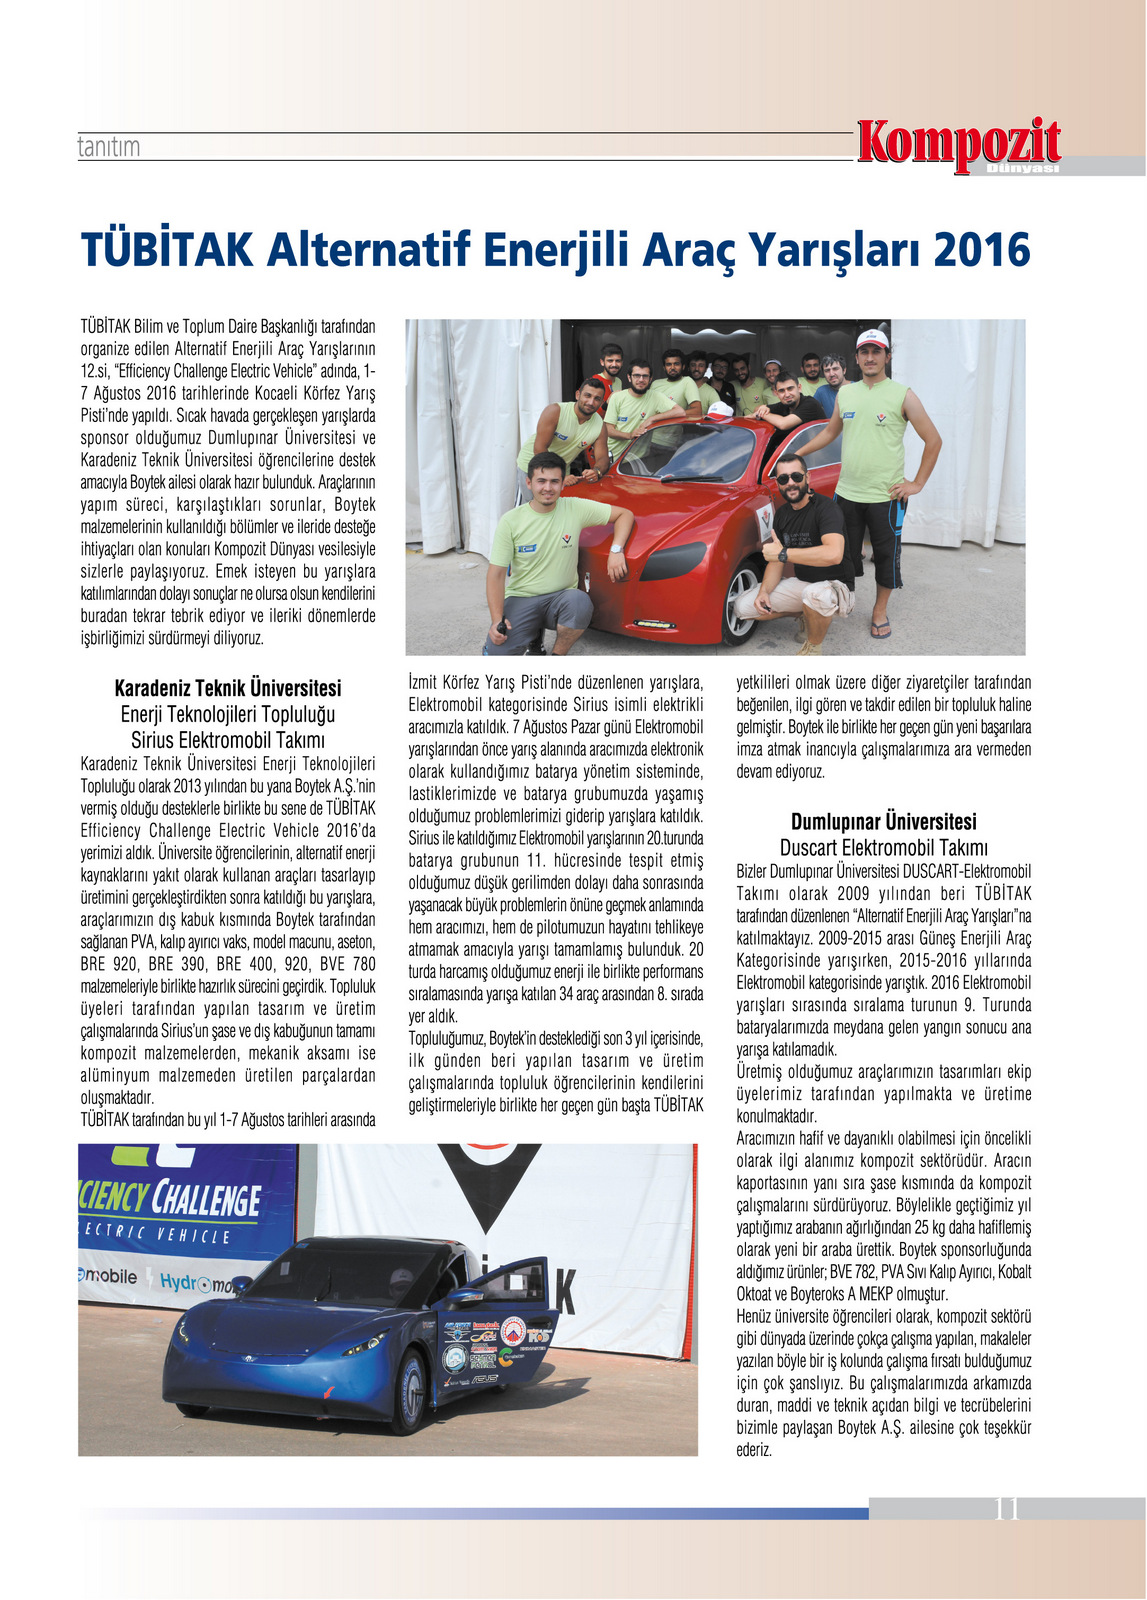 tanıtım
Kompozit
Dünyası
TÜBİTAK Alternatif Enerjili Araç Yarışları 2016
TÜBİTAK Bilim ve Toplum Daire Başkanlığı tarafından
organize edilen Alternatif Enerjili Araç Yarışlarının
12.si, “Efficiency Challenge Electric Vehicle” adında, 1-
7 Ağustos 2016 tarihlerinde Kocaeli Körfez Yarış
Pisti’nde yapıldı. Sıcak havada gerçekleşen yarışlarda
sponsor olduğumuz Dumlupınar Üniversitesi ve
Karadeniz Teknik Üniversitesi öğrencilerine destek
amacıyla Boytek ailesi olarak hazır bulunduk. Araçlarının
yapım süreci, karşılaştıkları sorunlar, Boytek
malzemelerinin kullanıldığı bölümler ve ileride desteğe
ihtiyaçları olan konuları Kompozit Dünyası vesilesiyle
sizlerle paylaşıyoruz. Emek isteyen bu yarışlara
katılımlarından dolayı sonuçlar ne olursa olsun kendilerini
buradan tekrar tebrik ediyor ve ileriki dönemlerde
işbirliğimizi sürdürmeyi diliyoruz.
Karadeniz Teknik Üniversitesi
Enerji Teknolojileri Topluluğu
Sirius Elektromobil Takımı
Karadeniz Teknik Üniversitesi Enerji Teknolojileri
Topluluğu olarak 2013 yılından bu yana Boytek A.Ş.’nin
vermiş olduğu desteklerle birlikte bu sene de TÜBİTAK
Efficiency Challenge Electric Vehicle 2016’da
yerimizi aldık. Üniversite öğrencilerinin, alternatif enerji
kaynaklarını yakıt olarak kullanan araçları tasarlayıp
üretimini gerçekleştirdikten sonra katıldığı bu yarışlara,
araçlarımızın dış kabuk kısmında Boytek tarafından
sağlanan PVA, kalıp ayırıcı vaks, model macunu, aseton,
BRE 920, BRE 390, BRE 400, 920, BVE 780
malzemeleriyle birlikte hazırlık sürecini geçirdik. Topluluk
üyeleri tarafından yapılan tasarım ve üretim
çalışmalarında Sirius’un şase ve dış kabuğunun tamamı
kompozit malzemelerden, mekanik aksamı ise
alüminyum malzemeden üretilen parçalardan
oluşmaktadır.
TÜBİTAK tarafından bu yıl 1-7 Ağustos tarihleri arasında
İzmit Körfez Yarış Pisti’nde düzenlenen yarışlara,
Elektromobil kategorisinde Sirius isimli elektrikli
aracımızla katıldık. 7 Ağustos Pazar günü Elektromobil
yarışlarından önce yarış alanında aracımızda elektronik
olarak kullandığımız batarya yönetim sisteminde,
lastiklerimizde ve batarya grubumuzda yaşamış
olduğumuz problemlerimizi giderip yarışlara katıldık.
Sirius ile katıldığımız Elektromobil yarışlarının 20.turunda
batarya grubunun 11. hücresinde tespit etmiş
olduğumuz düşük gerilimden dolayı daha sonrasında
yaşanacak büyük problemlerin önüne geçmek anlamında
hem aracımızı, hem de pilotumuzun hayatını tehlikeye
atmamak amacıyla yarışı tamamlamış bulunduk. 20
turda harcamış olduğumuz enerji ile birlikte performans
sıralamasında yarışa katılan 34 araç arasından 8. sırada
yer aldık.
Topluluğumuz, Boytek’in desteklediği son 3 yıl içerisinde,
ilk günden beri yapılan tasarım ve üretim
çalışmalarında topluluk öğrencilerinin kendilerini
geliştirmeleriyle birlikte her geçen gün başta TÜBİTAK
yetkilileri olmak üzere diğer ziyaretçiler tarafından
beğenilen, ilgi gören ve takdir edilen bir topluluk haline
gelmiştir. Boytek ile birlikte her geçen gün yeni başarılara
imza atmak inancıyla çalışmalarımıza ara vermeden
devam ediyoruz.
Dumlupınar Üniversitesi
Duscart Elektromobil Takımı
Bizler Dumlupınar Üniversitesi DUSCART-Elektromobil
Takımı olarak 2009 yılından beri TÜBİTAK
tarafından düzenlenen “Alternatif Enerjili Araç Yarışları”na
katılmaktayız. 2009-2015 arası Güneş Enerjili Araç
Kategorisinde yarışırken, 2015-2016 yıllarında
Elektromobil kategorisinde yarıştık. 2016 Elektromobil
yarışları sırasında sıralama turunun 9. Turunda
bataryalarımızda meydana gelen yangın sonucu ana
yarışa katılamadık.
Üretmiş olduğumuz araçlarımızın tasarımları ekip
üyelerimiz tarafından yapılmakta ve üretime
konulmaktadır.
Aracımızın hafif ve dayanıklı olabilmesi için öncelikli
olarak ilgi alanımız kompozit sektörüdür. Aracın
kaportasının yanı sıra şase kısmında da kompozit
çalışmalarını sürdürüyoruz. Böylelikle geçtiğimiz yıl
yaptığımız arabanın ağırlığından 25 kg daha hafiflemiş
olarak yeni bir araba ürettik. Boytek sponsorluğunda
aldığımız ürünler; BVE 782, PVA Sıvı Kalıp Ayırıcı, Kobalt
Oktoat ve Boyteroks A MEKP olmuştur.
Henüz üniversite öğrencileri olarak, kompozit sektörü
gibi dünyada üzerinde çokça çalışma yapılan, makaleler
yazılan böyle bir iş kolunda çalışma fırsatı bulduğumuz
için çok şanslıyız. Bu çalışmalarımızda arkamızda
duran, maddi ve teknik açıdan bilgi ve tecrübelerini
bizimle paylaşan Boytek A.Ş. ailesine çok teşekkür
ederiz.
CIENCY CHALLENGE
ECTRIC VEHICLE
mobile Hydromo
ASUS
11